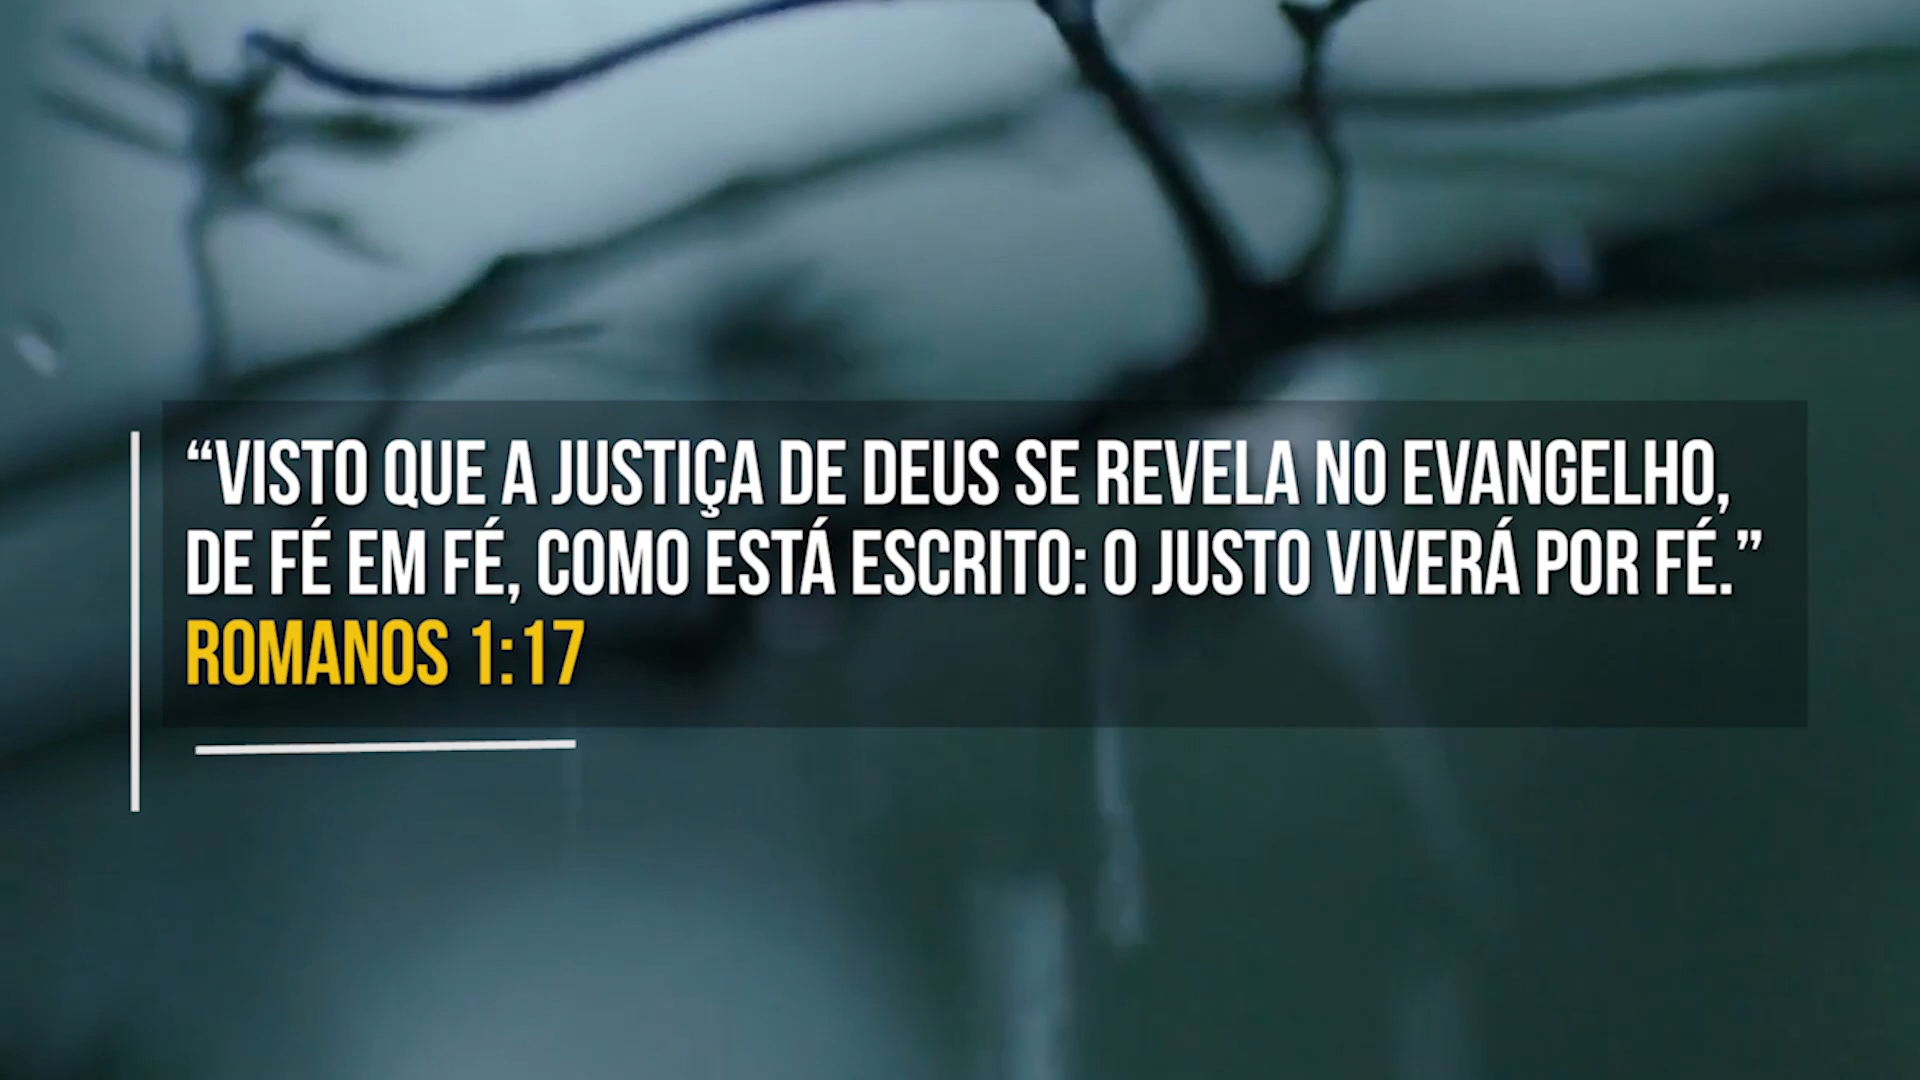 “VISTO QUE A JUSTIÇA DE DEUS SE REVELA NO EVANGELHO,
DE FÉ EM FÉ, COMO ESTÁ ESCRITO: O JUSTO VIVERÁ POR FÉ.”
ROMANOS 1:17